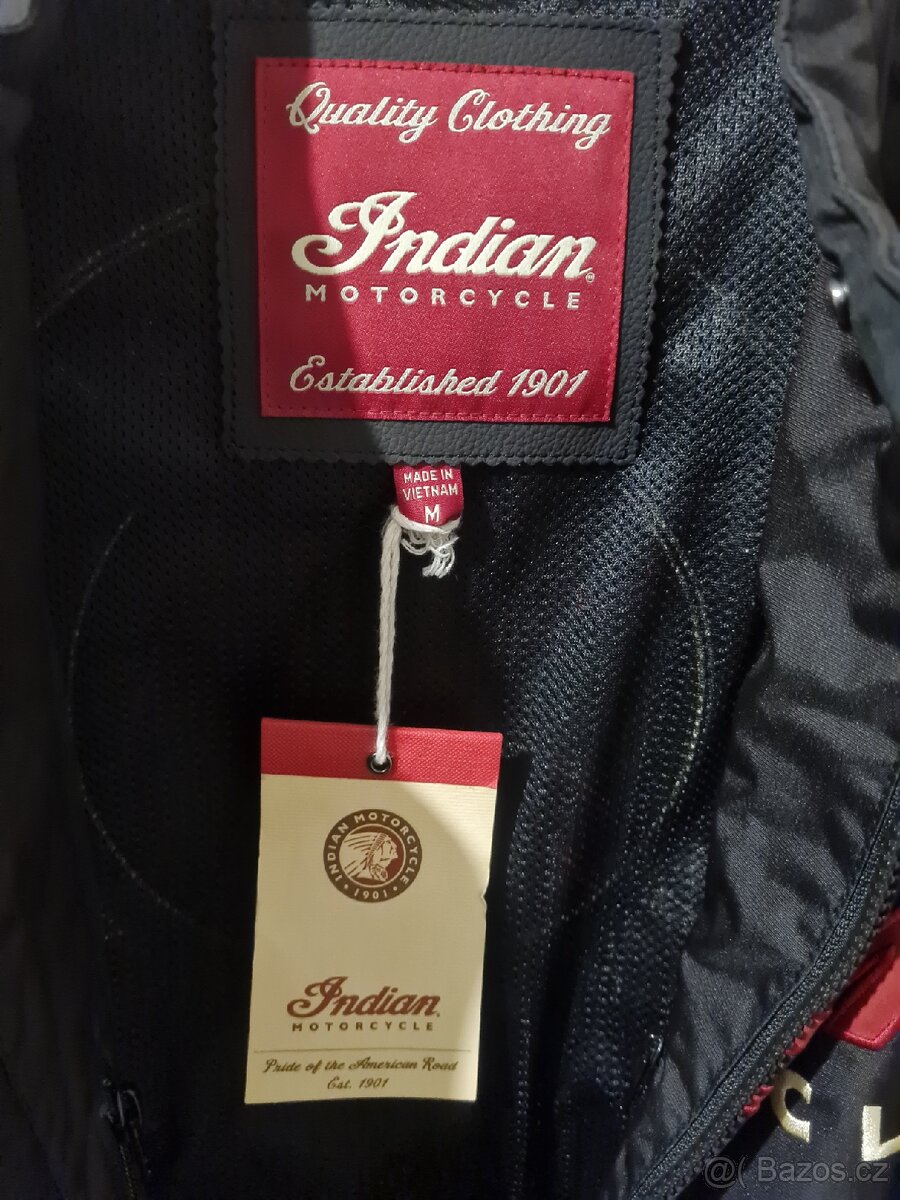 Quality Clothing
Indian
MOTORCYCLE
Established 1901
MADE IN
VIETNAM
M
INDIAN MOTORCYCLE
• 1901 •
Indian
MOTORCYCLE
Pride of the American Road
Est. 1901
C L
@( Bazos.cz